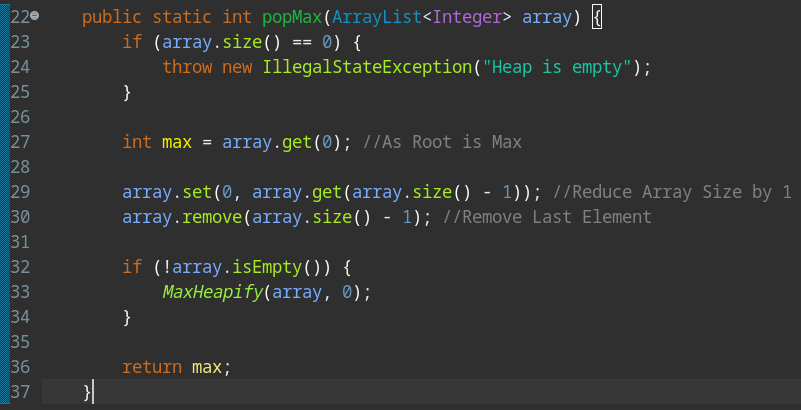 22 public static int popMax(ArrayList<Integer> array) {
23 if (array.size() == 0) {
24 throw new IllegalStateException("Heap is empty");
25 }
26
27 int max = array.get(0); //As Root is Max
28
29 array.set(0, array.get(array.size() - 1)); //Reduce Array Size by 1
30 array.remove(array.size() - 1); //Remove Last Element
31
32 if (!array.isEmpty()) {
33 MaxHeapify(array, 0);
34 }
35
36 return max;
37 }